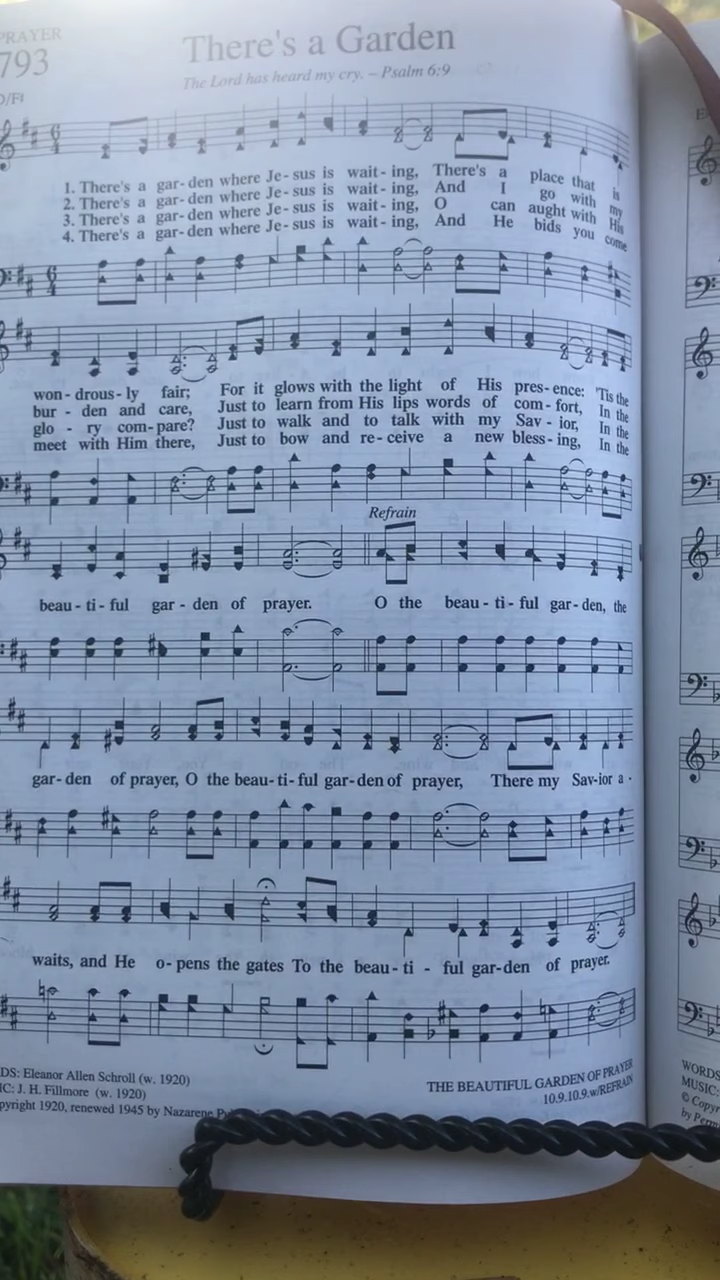 PRAYER
793
There's a Garden
The Lord has heard my cry. – Psalm 6:9
D/F♯
1. There's a gar-den where Je-sus is wait-ing, There's a place that is
2. There's a gar-den where Je-sus is wait-ing, And I go with my
3. There's a gar-den where Je-sus is wait-ing, O can aught with His
4. There's a gar-den where Je-sus is wait-ing, And He bids you come
won-drous-ly fair; For it glows with the light of His pres-ence: 'Tis the
bur-den and care, Just to learn from His lips words of com-fort, In the
glo-ry com-pare? Just to walk and to talk with my Sav-ior, In the
meet with Him there, Just to bow and re-ceive a new bless-ing, In the
Refrain
beau-ti-ful gar-den of prayer. O the beau-ti-ful gar-den, the
gar-den of prayer, O the beau-ti-ful gar-den of prayer, There my Sav-ior a-
waits, and He o-pens the gates To the beau-ti-ful gar-den of prayer.
DS: Eleanor Allen Schroll (w. 1920)
IC: J. H. Fillmore (w. 1920)
pyright 1920, renewed 1945 by Nazarene
THE BEAUTIFUL GARDEN OF PRAYER
10.9.10.9.w/REFRAIN
WORDS
MUSIC:
© Copy
by Perm